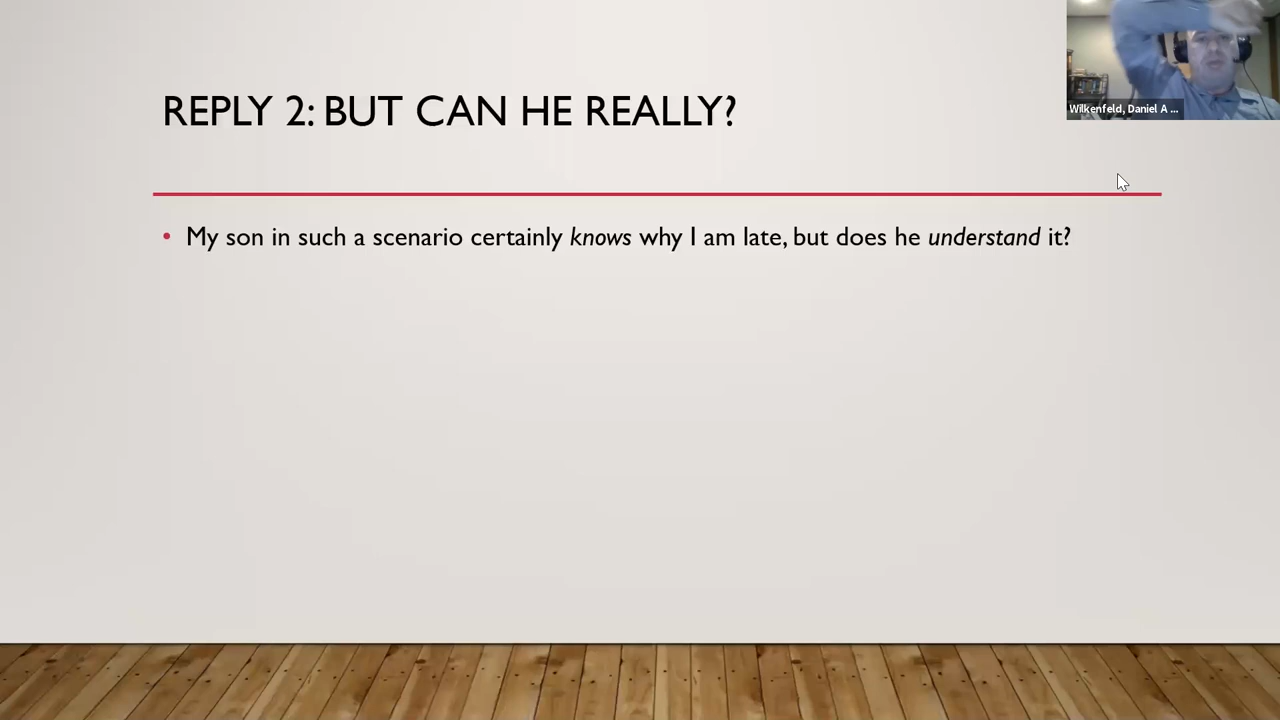 Wilkenfeld, Daniel A ...
REPLY 2: BUT CAN HE REALLY?
• My son in such a scenario certainly knows why I am late, but does he understand it?